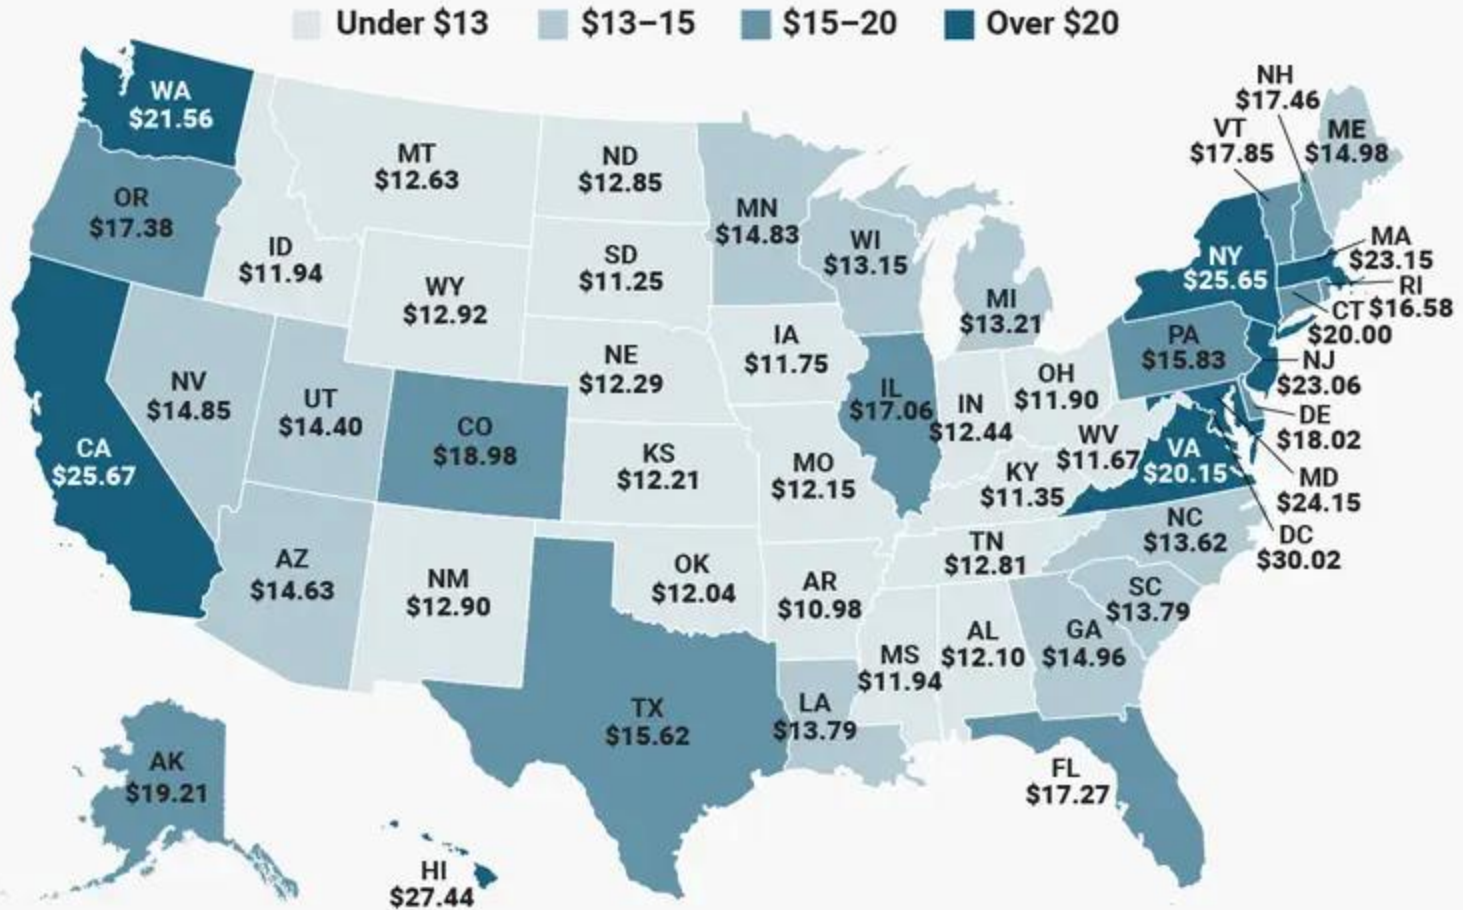 Under $13
$13–15
$15–20
Over $20
WA
$21.56
OR
$17.38
CA
$25.67
ID
$11.94
NV
$14.85
MT
$12.63
WY
$12.92
UT
$14.40
AZ
$14.63
CO
$18.98
NM
$12.90
ND
$12.85
SD
$11.25
NE
$12.29
KS
$12.21
OK
$12.04
TX
$15.62
MN
$14.83
IA
$11.75
MO
$12.15
AR
$10.98
LA
$13.79
WI
$13.15
IL
$17.06
MI
$13.21
IN
$12.44
OH
$11.90
KY
$11.35
WV
$11.67
TN
$12.81
MS
$11.94
AL
$12.10
GA
$14.96
FL
$17.27
SC
$13.79
NC
$13.62
VA
$20.15
PA
$15.83
NY
$25.65
VT
$17.85
NH
$17.46
ME
$14.98
MA
$23.15
RI
$16.58
CT
$20.00
NJ
$23.06
DE
$18.02
MD
$24.15
DC
$30.02
AK
$19.21
HI
$27.44